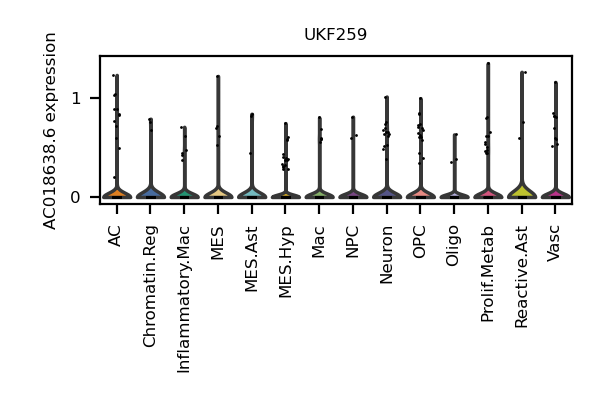 UKF259
AC018638.6 expression
1
0
AC
Chromatin.Reg
Inflammatory.Mac
MES
MES.Ast
MES.Hyp
Mac
NPC
Neuron
OPC
Oligo
Prolif.Metab
Reactive.Ast
Vasc